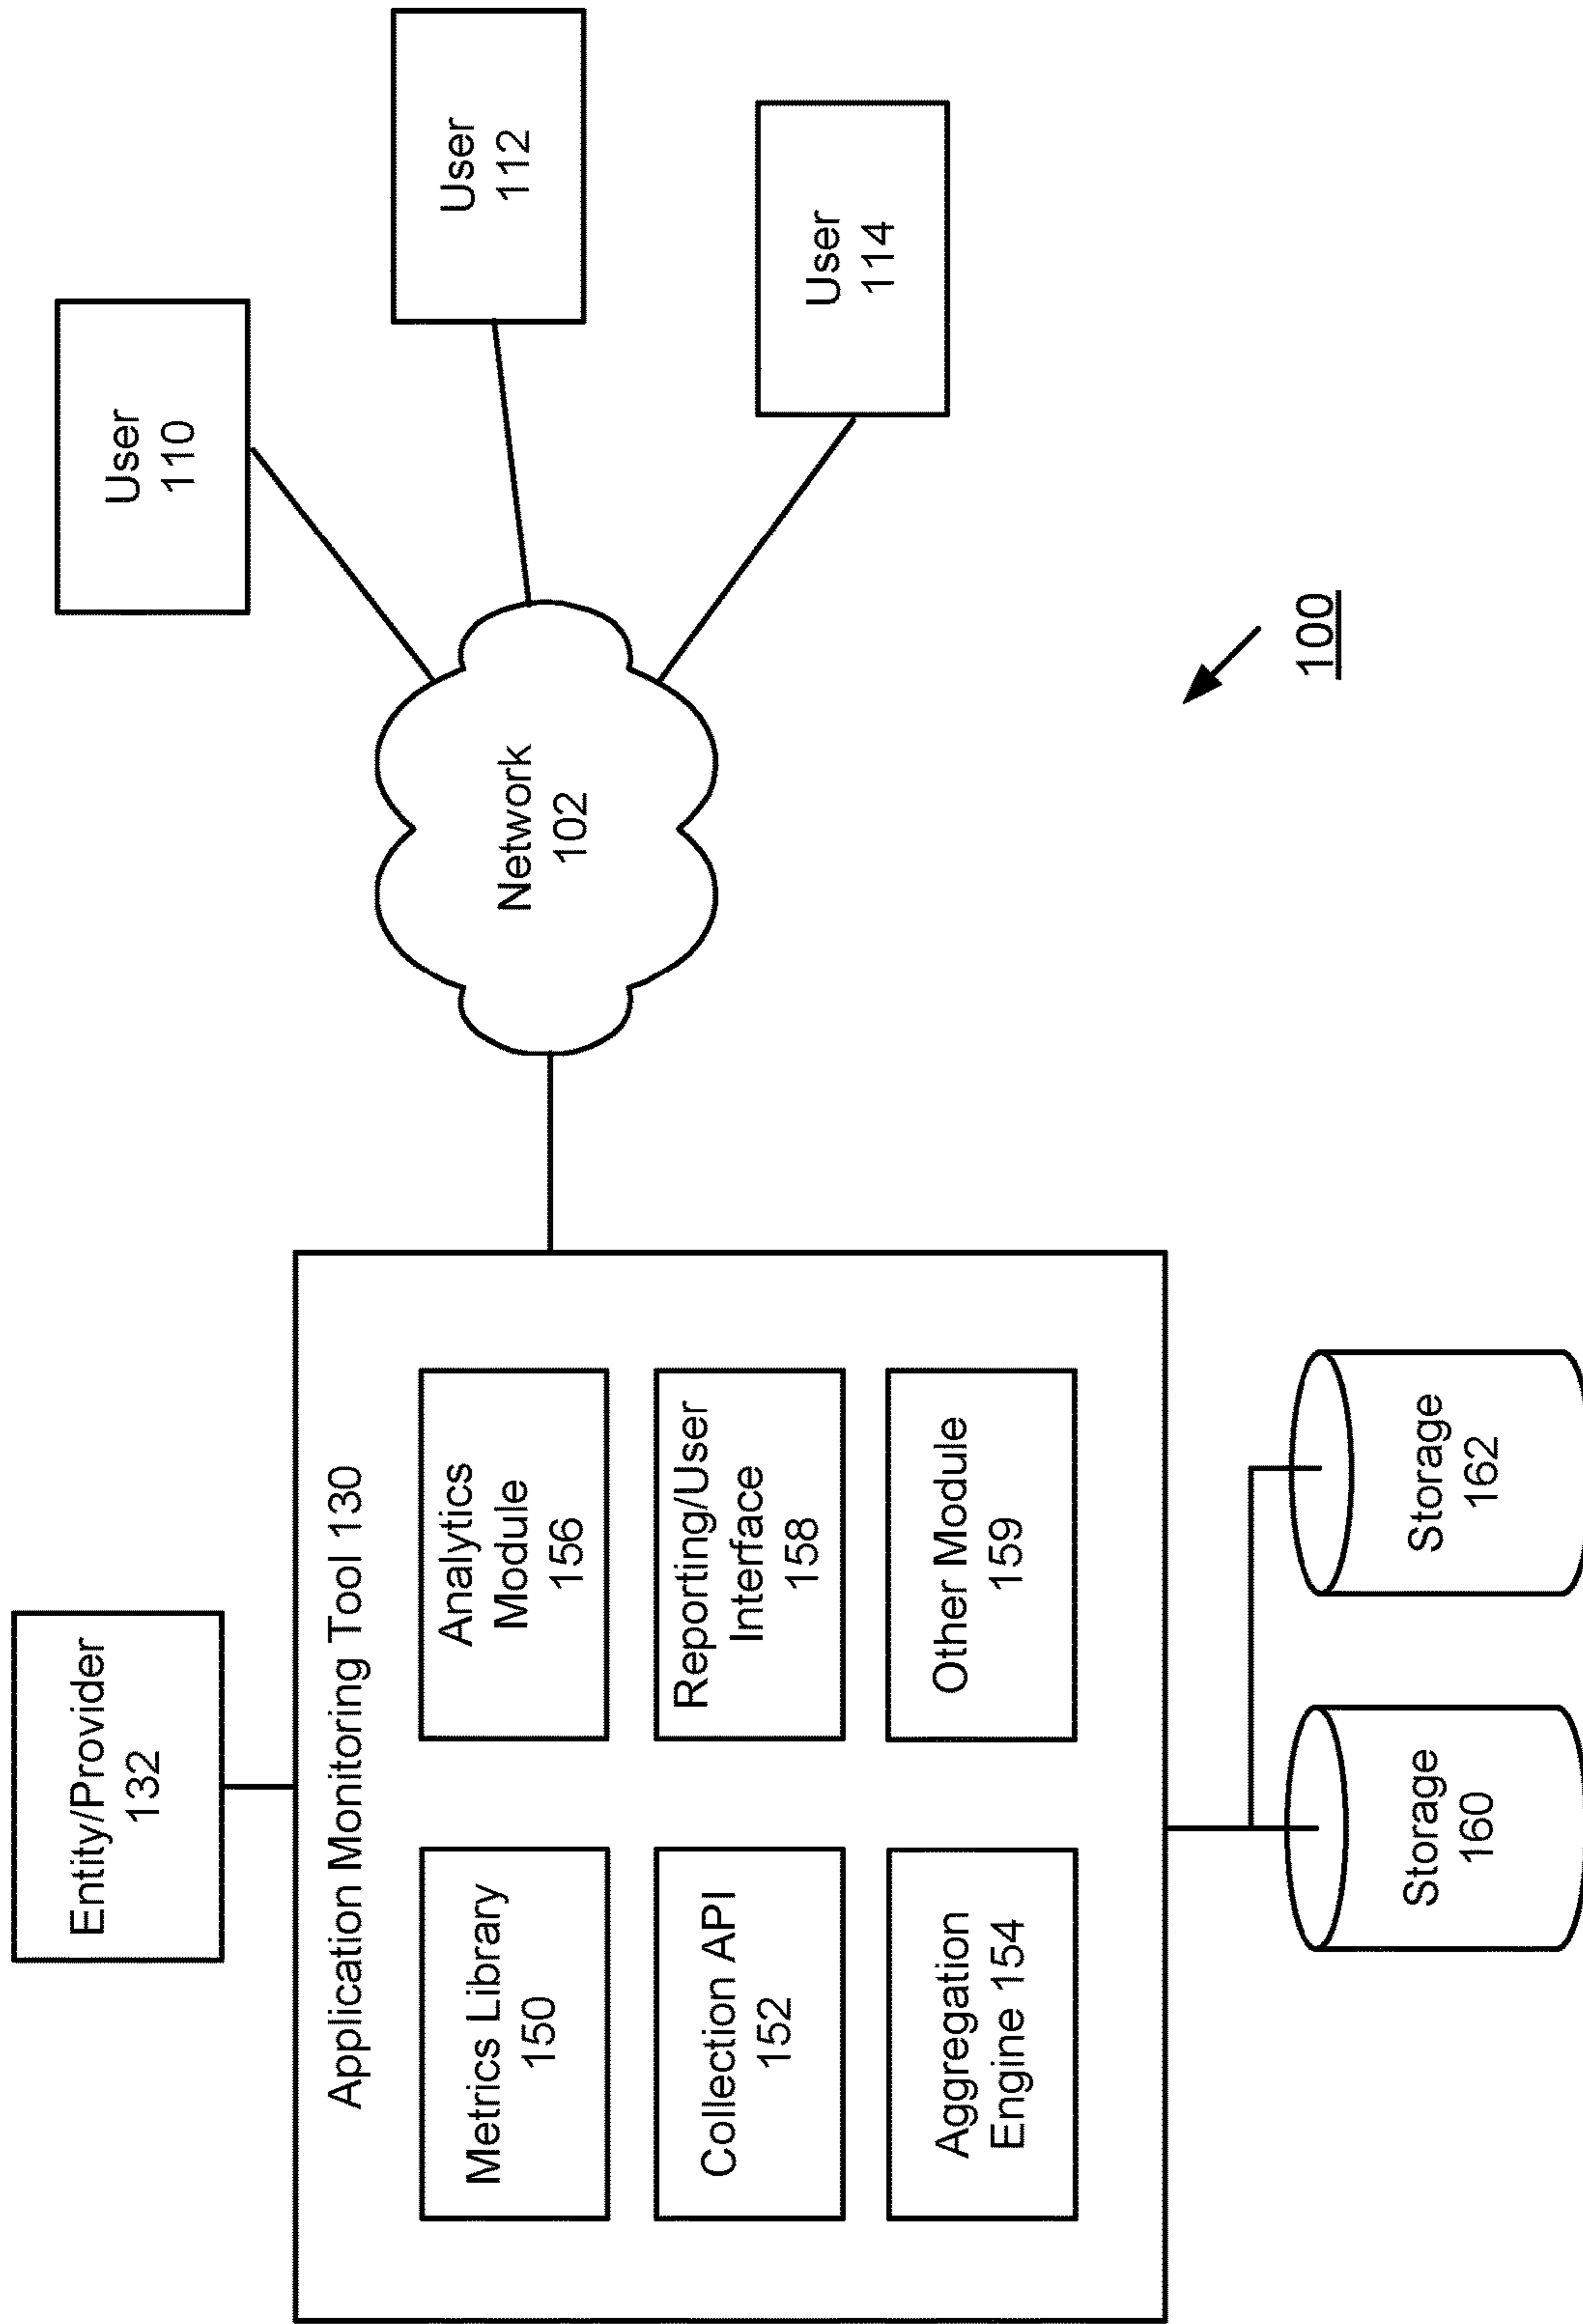 Entity/Provider
132
Application Monitoring Tool 130
Metrics Library
150
Analytics
Module
156
Collection API
152
Reporting/User
Interface
158
Aggregation
Engine 154
Other Module
159
Storage
160
Storage
162
Network
102
User
110
User
112
User
114
100